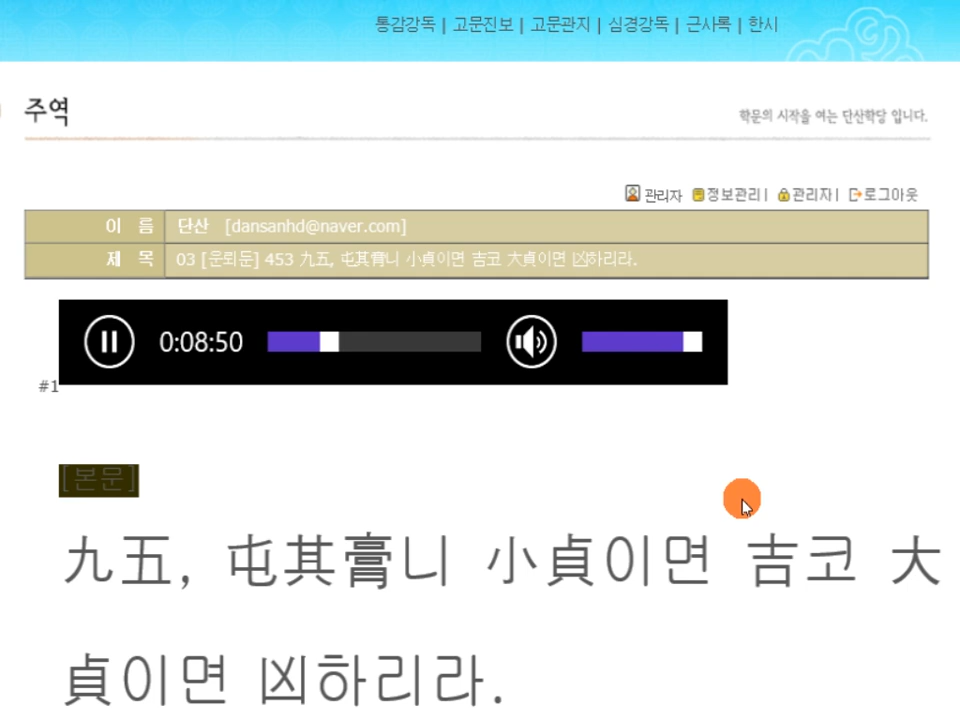 통감강독 | 고문진보 | 고문관지 | 심경강독 | 근사록 | 한시
주역
학문의 시작을 여는 단산학당 입니다.
관리자 정보관리 | 관리자 | 로그아웃
이 름 단산 [dansanhd@naver.com]
제 목 03 [운뢰둔] 453 九五, 屯其膏니 小貞이면 吉코 大貞이면 凶하리라.
0:08:50
#1
[본문]
九五, 屯其膏니 小貞이면 吉코 大
貞이면 凶하리라.